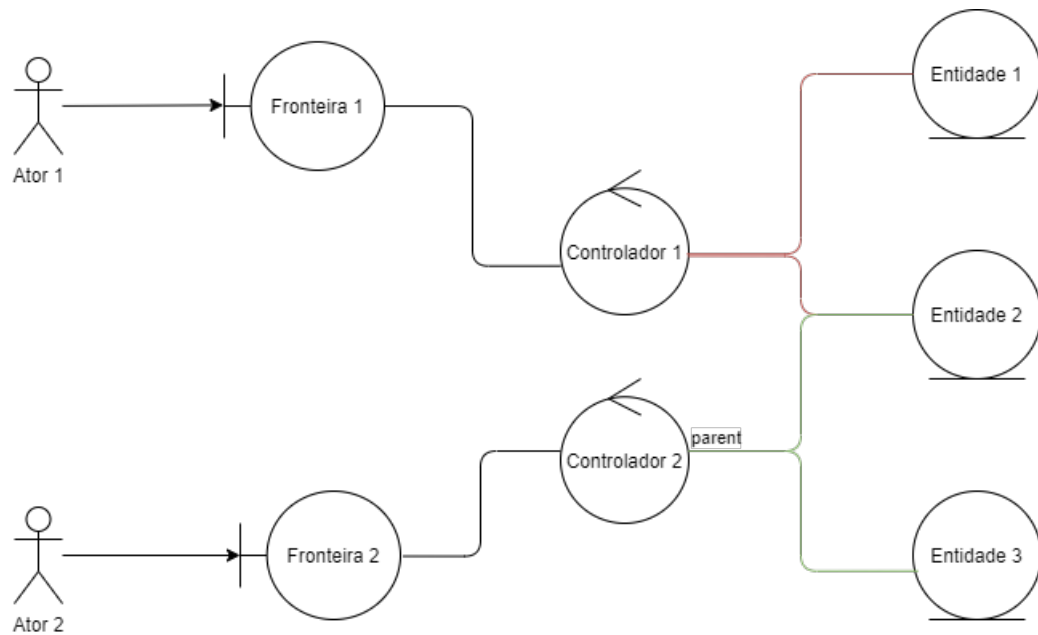 Entidade 1
Fronteira 1
Ator 1
Controlador 1
Entidade 2
parent
Controlador 2
Fronteira 2
Entidade 3
Ator 2